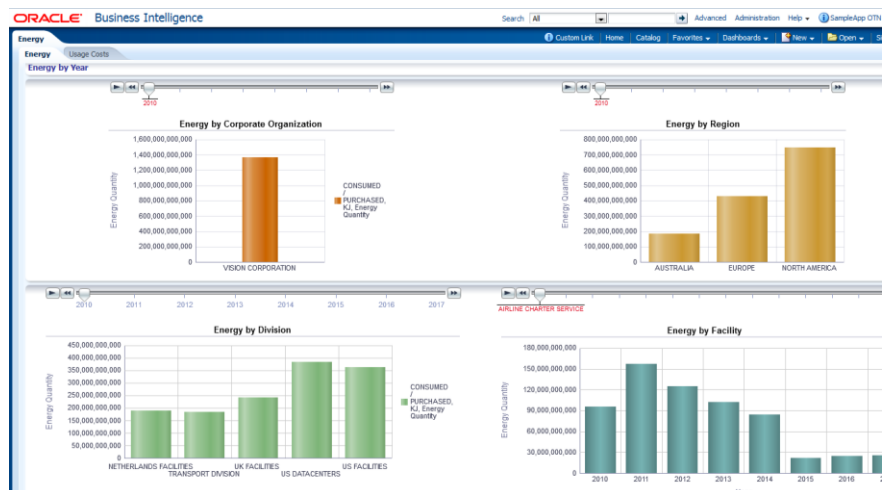 ORACLE Business Intelligence
Search All Advanced Administration Help SampleApp OTN
Energy
Custom Link Home Catalog Favorites Dashboards New Open
Energy Usage Costs
Energy by Year
2010
2010
Energy by Corporate Organization
1,600,000,000,000
1,400,000,000,000
1,200,000,000,000
1,000,000,000,000
800,000,000,000
600,000,000,000
400,000,000,000
200,000,000,000
0
Energy Quantity
VISION CORPORATION
CONSUMED
/
PURCHASED,
KJ, Energy
Quantity
Energy by Region
800,000,000,000
700,000,000,000
600,000,000,000
500,000,000,000
400,000,000,000
300,000,000,000
200,000,000,000
100,000,000,000
0
Energy Quantity
AUSTRALIA EUROPE NORTH AMERICA
2010 2011 2012 2013 2014 2015 2016 2017
Energy by Division
450,000,000,000
400,000,000,000
350,000,000,000
300,000,000,000
250,000,000,000
200,000,000,000
150,000,000,000
100,000,000,000
50,000,000,000
0
Energy Quantity
NETHERLANDS FACILITIES UK FACILITIES US FACILITIES
TRANSPORT DIVISION US DATACENTERS
CONSUMED
/
PURCHASED,
KJ, Energy
Quantity
AIRLINE CHARTER SERVICE
Energy by Facility
180,000,000,000
150,000,000,000
120,000,000,000
90,000,000,000
60,000,000,000
30,000,000,000
0
Energy Quantity
2010 2011 2012 2013 2014 2015 2016